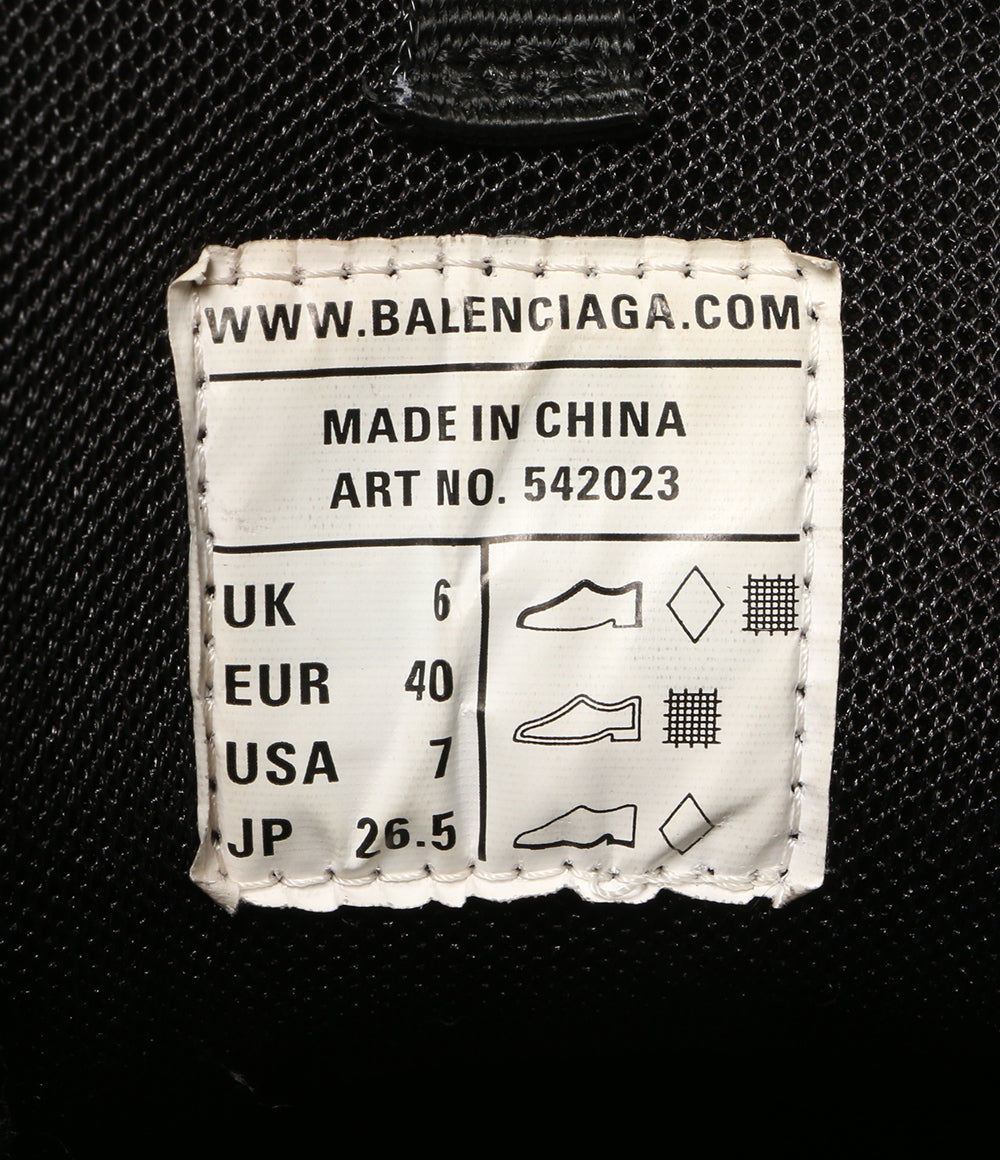 WWW.BALENCIAGA.COM
MADE IN CHINA
ART NO. 542023
UK 6
EUR 40
USA 7
JP 26.5